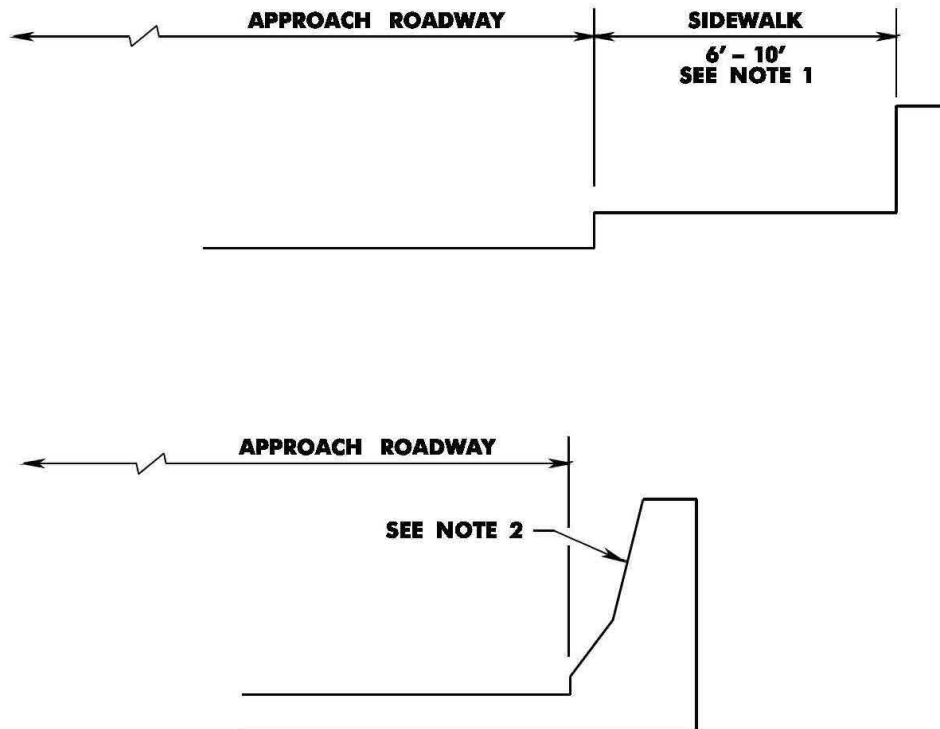 APPROACH ROADWAY
SIDEWALK
6' – 10'
SEE NOTE 1
APPROACH ROADWAY
SEE NOTE 2